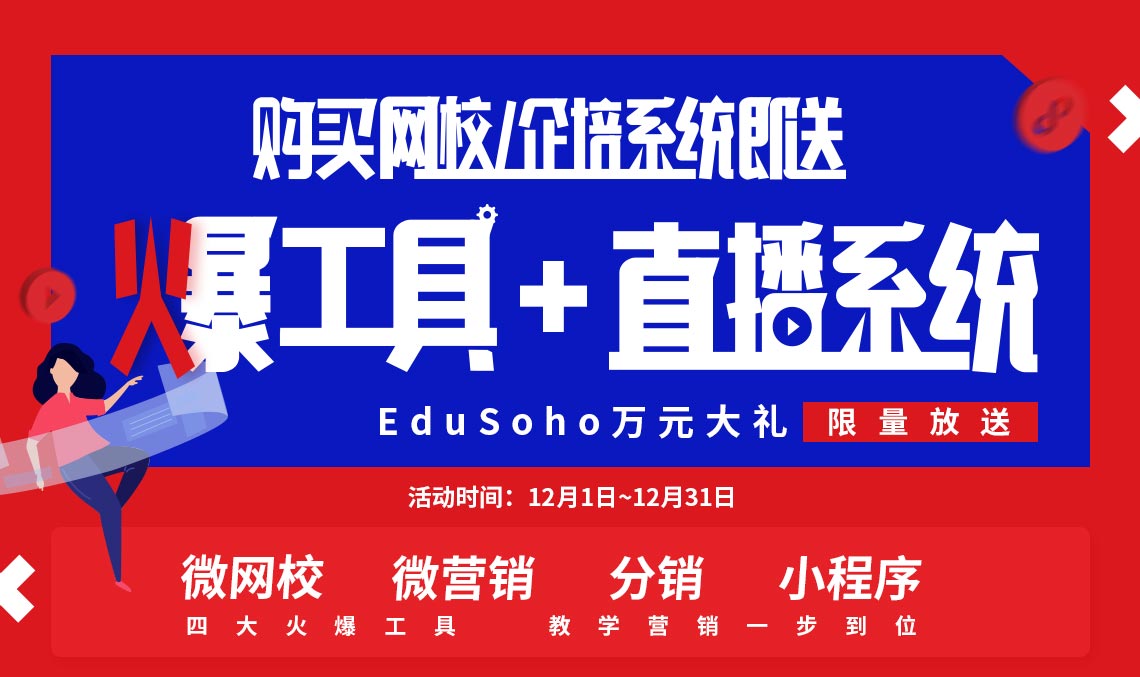 购买网校/企培系统即送
爆工具+直播系统
EduSoho万元大礼 限量放送
活动时间：12月1日~12月31日
微网校 微营销 分销 小程序
四大火爆工具 教学营销一步到位